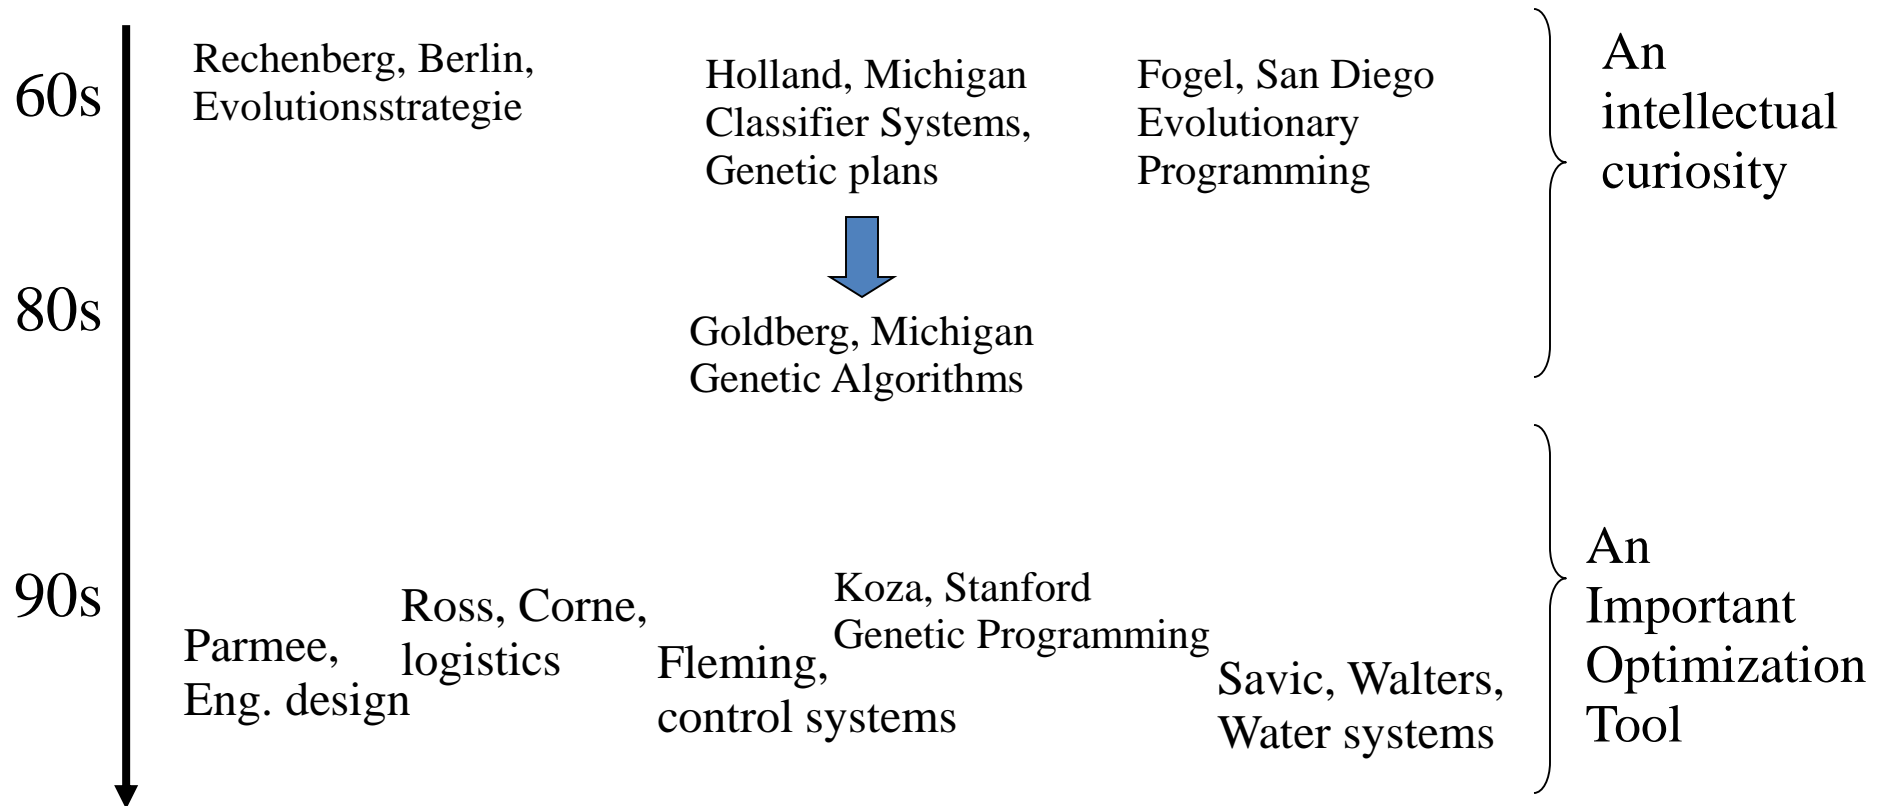 60s
Rechenberg, Berlin,
Evolutionsstrategie
Holland, Michigan
Classifier Systems,
Genetic plans
Fogel, San Diego
Evolutionary
Programming
An
intellectual
curiosity
80s
Goldberg, Michigan
Genetic Algorithms
90s
Parmee,
Eng. design
Ross, Corne,
logistics
Fleming,
control systems
Koza, Stanford
Genetic Programming
Savic, Walters,
Water systems
An
Important
Optimization
Tool